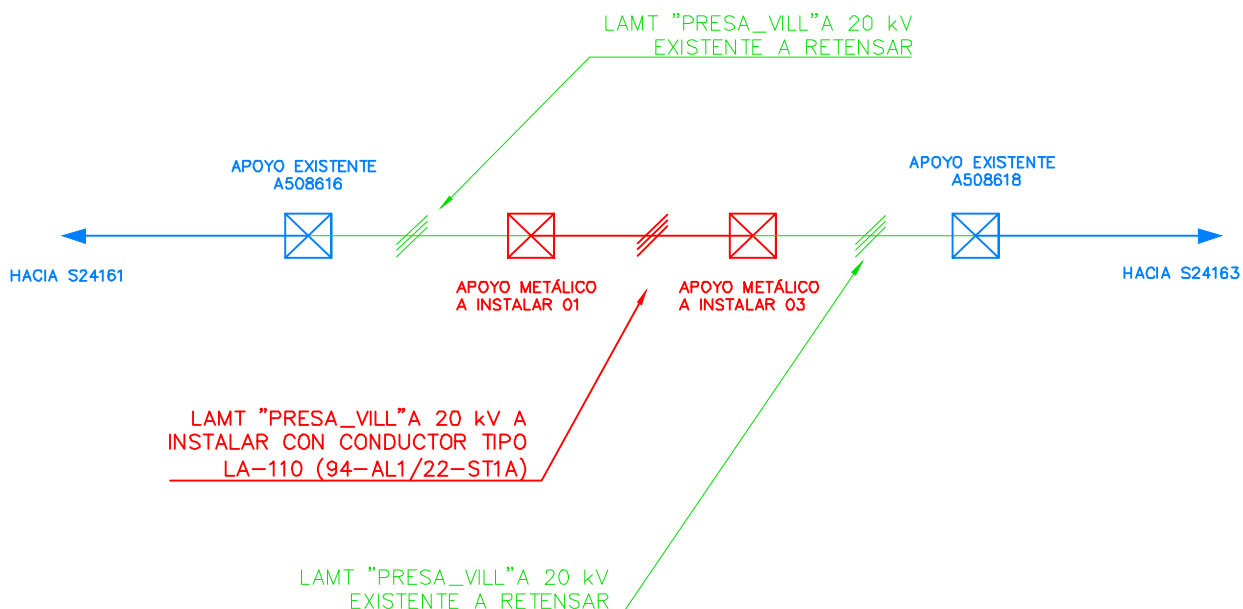 LAMT "PRESA_VILL"A 20 kV
EXISTENTE A RETENSAR
APOYO EXISTENTE
A508616
APOYO EXISTENTE
A508618
HACIA S24161
HACIA S24163
APOYO METÁLICO
A INSTALAR 01
APOYO METÁLICO
A INSTALAR 03
LAMT "PRESA_VILL"A 20 kV A
INSTALAR CON CONDUCTOR TIPO
LA-110 (94-AL1/22-ST1A)
LAMT "PRESA_VILL"A 20 kV
EXISTENTE A RETENSAR